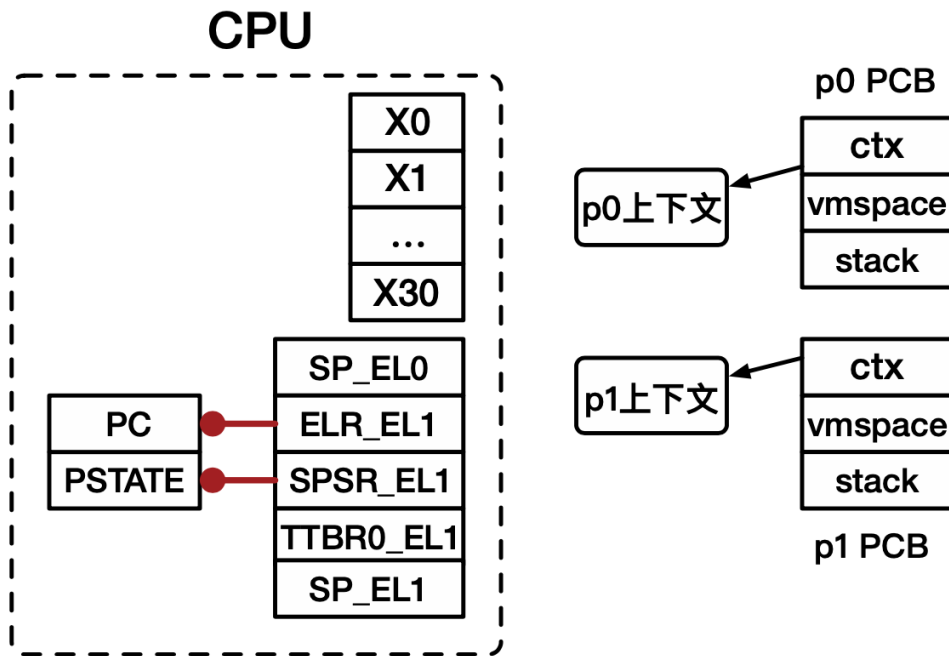 CPU
X0
X1
...
X30
SP_EL0
ELR_EL1
SPSR_EL1
TTBR0_EL1
SP_EL1
PC
PSTATE
p0 PCB
ctx
vmspace
stack
p0上下文
ctx
vmspace
stack
p1 PCB
p1上下文